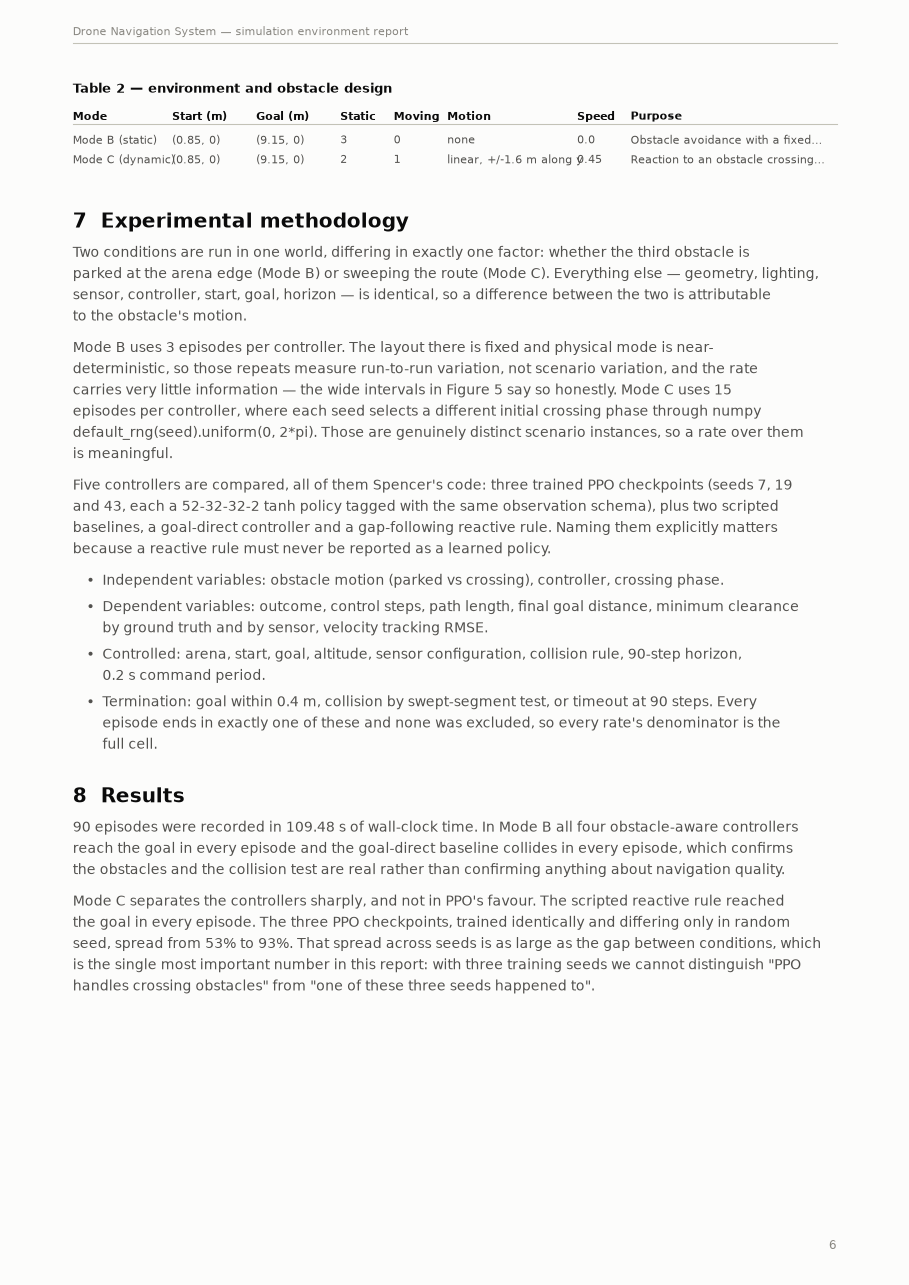 Drone Navigation System — simulation environment report
Table 2 — environment and obstacle design
Mode Start (m) Goal (m) Static Moving Motion Speed Purpose
Mode B (static) (0.85, 0) (9.15, 0) 3 0 none 0.0 Obstacle avoidance with a fixed...
Mode C (dynamic) (0.85, 0) (9.15, 0) 2 1 linear, +/-1.6 m along y 0.45 Reaction to an obstacle crossing...
7 Experimental methodology
Two conditions are run in one world, differing in exactly one factor: whether the third obstacle is
parked at the arena edge (Mode B) or sweeping the route (Mode C). Everything else — geometry, lighting,
sensor, controller, start, goal, horizon — is identical, so a difference between the two is attributable
to the obstacle's motion.
Mode B uses 3 episodes per controller. The layout there is fixed and physical mode is near-
deterministic, so those repeats measure run-to-run variation, not scenario variation, and the rate
carries very little information — the wide intervals in Figure 5 say so honestly. Mode C uses 15
episodes per controller, where each seed selects a different initial crossing phase through numpy
default_rng(seed).uniform(0, 2*pi). Those are genuinely distinct scenario instances, so a rate over them
is meaningful.
Five controllers are compared, all of them Spencer's code: three trained PPO checkpoints (seeds 7, 19
and 43, each a 52-32-32-2 tanh policy tagged with the same observation schema), plus two scripted
baselines, a goal-direct controller and a gap-following reactive rule. Naming them explicitly matters
because a reactive rule must never be reported as a learned policy.
• Independent variables: obstacle motion (parked vs crossing), controller, crossing phase.
• Dependent variables: outcome, control steps, path length, final goal distance, minimum clearance
by ground truth and by sensor, velocity tracking RMSE.
• Controlled: arena, start, goal, altitude, sensor configuration, collision rule, 90-step horizon,
0.2 s command period.
• Termination: goal within 0.4 m, collision by swept-segment test, or timeout at 90 steps. Every
episode ends in exactly one of these and none was excluded, so every rate's denominator is the
full cell.
8 Results
90 episodes were recorded in 109.48 s of wall-clock time. In Mode B all four obstacle-aware controllers
reach the goal in every episode and the goal-direct baseline collides in every episode, which confirms
the obstacles and the collision test are real rather than confirming anything about navigation quality.
Mode C separates the controllers sharply, and not in PPO's favour. The scripted reactive rule reached
the goal in every episode. The three PPO checkpoints, trained identically and differing only in random
seed, spread from 53% to 93%. That spread across seeds is as large as the gap between conditions, which
is the single most important number in this report: with three training seeds we cannot distinguish "PPO
handles crossing obstacles" from "one of these three seeds happened to".
6